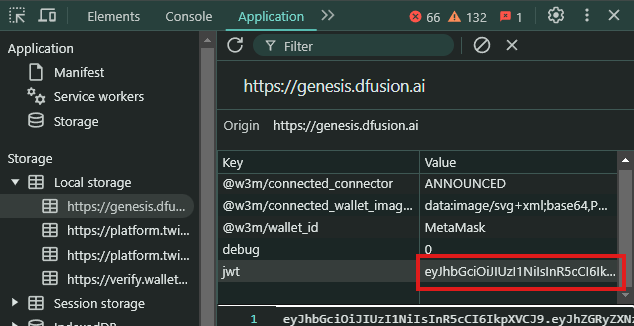 Elements Console Application >> 66 132 1
Application
Manifest
Service workers
Storage
Storage
Local storage
https://genesis.dfu...
https://platform.twi...
https://platform.twi...
https://verify.wallet...
Session storage
Filter
https://genesis.dfusion.ai
Origin https://genesis.dfusion.ai
Key Value
@w3m/connected_connector ANNOUNCED
@w3m/connected_wallet_imag... data:image/svg+xml;base64,P...
@w3m/wallet_id MetaMask
debug 0
jwt eyJhbGciOiJIUzI1NiIsInR5cCI6Ik...
1 eyJhbGciOiJIUzI1NiIsInR5cCI6IkpXVCJ9.eyJhZGRyZXNz